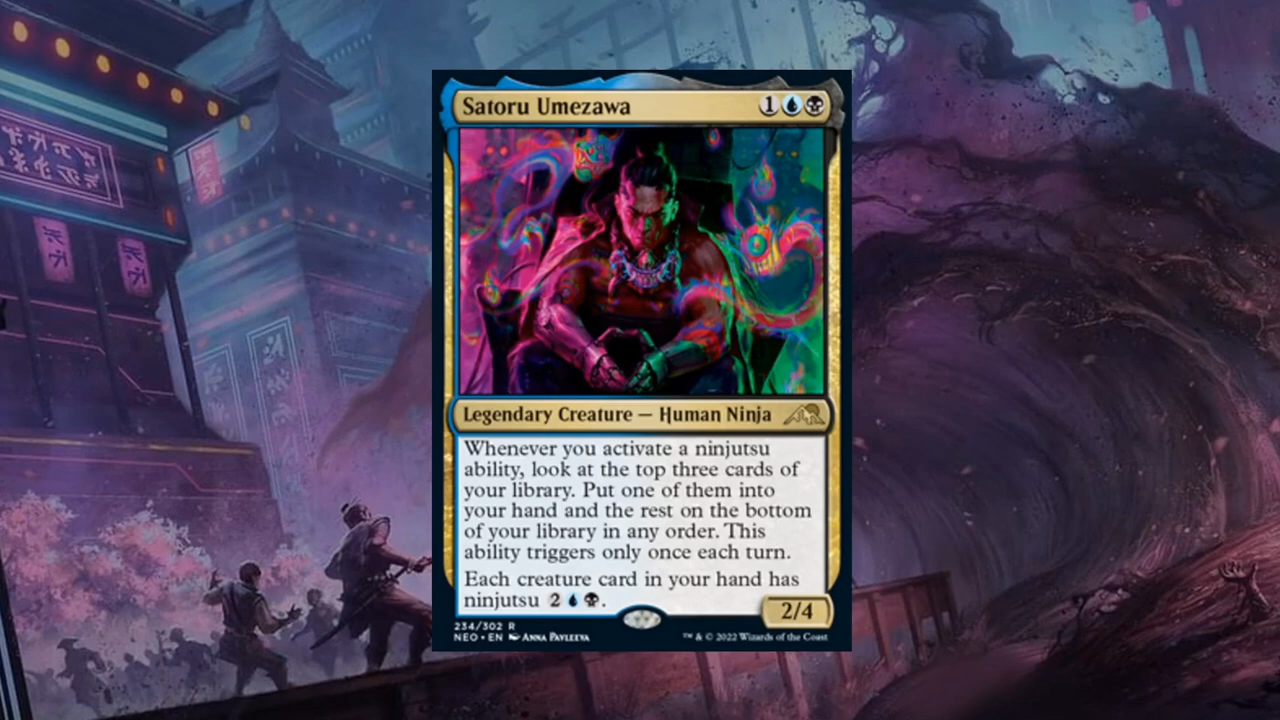 Satoru Umezawa 1
Legendary Creature — Human Ninja
Whenever you activate a ninjutsu
ability, look at the top three cards of
your library. Put one of them into
your hand and the rest on the bottom
of your library in any order. This
ability triggers only once each turn.
Each creature card in your hand has
ninjutsu 2 .
2/4
234/302 R
NEO • EN Anna Pavleeva
™ & © 2022 Wizards of the Coast